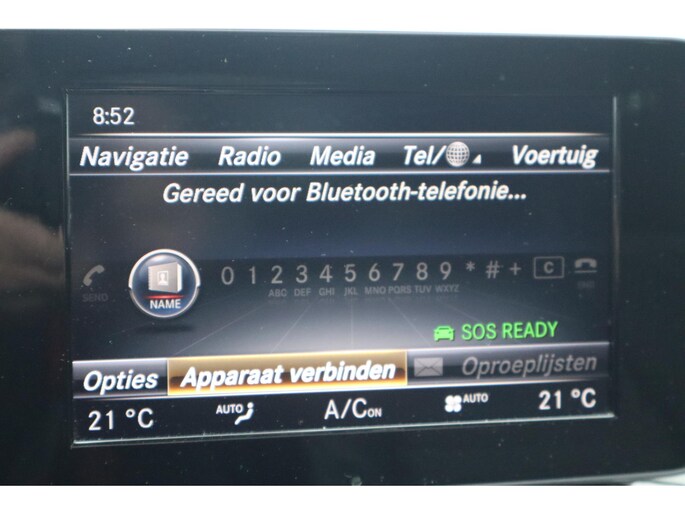 8:52
Navigatie Radio Media Tel/ Voertuig
Gereed voor Bluetooth-telefonie...
0 1 2 3 4 5 6 7 8 9 * # + C
SEND NAME ABC DEF GHI JKL MNO PQRS TUV WXYZ
SOS READY
Opties Apparaat verbinden Oproeplijsten
21 °C AUTO A/C ON AUTO 21 °C